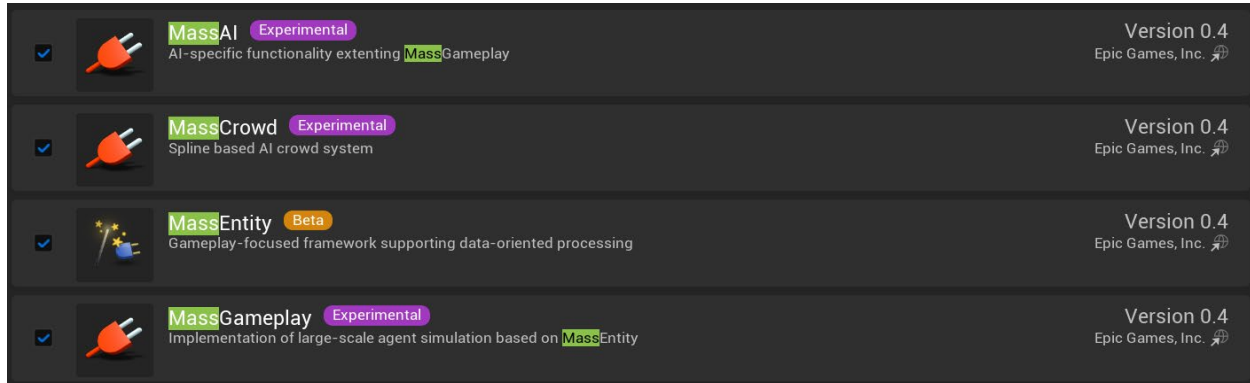 MassAI Experimental Version 0.4
AI-specific functionality extenting MassGameplay Epic Games, Inc.
MassCrowd Experimental Version 0.4
Spline based AI crowd system Epic Games, Inc.
MassEntity Beta Version 0.4
Gameplay-focused framework supporting data-oriented processing Epic Games, Inc.
MassGameplay Experimental Version 0.4
Implementation of large-scale agent simulation based on MassEntity Epic Games, Inc.